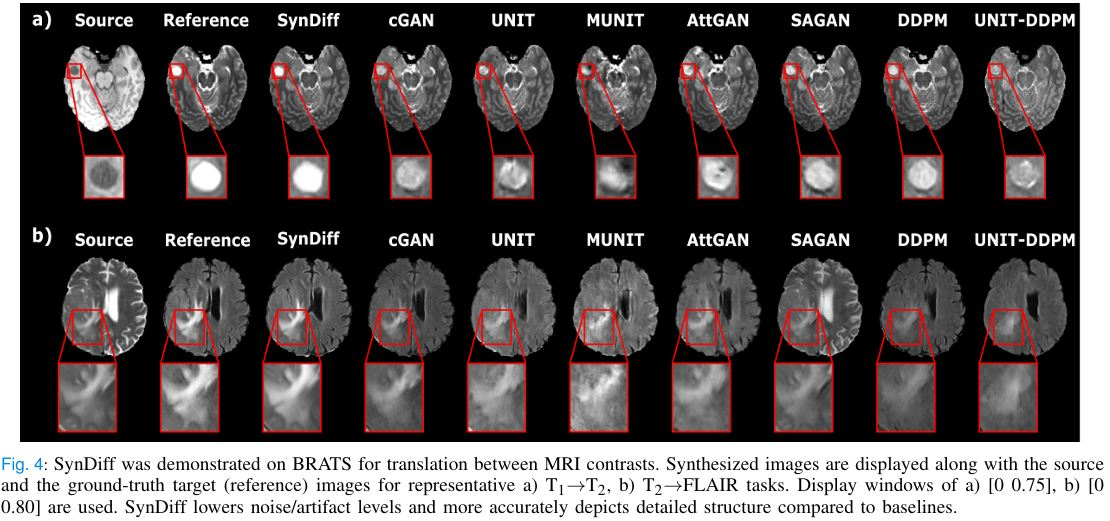 a) Source Reference SynDiff cGAN UNIT MUNIT AttGAN SAGAN DDPM UNIT-DDPM
b) Source Reference SynDiff cGAN UNIT MUNIT AttGAN SAGAN DDPM UNIT-DDPM
Fig. 4: SynDiff was demonstrated on BRATS for translation between MRI contrasts. Synthesized images are displayed along with the source
and the ground-truth target (reference) images for representative a) T₁→T₂, b) T₂→FLAIR tasks. Display windows of a) [0 0.75], b) [0
0.80] are used. SynDiff lowers noise/artifact levels and more accurately depicts detailed structure compared to baselines.